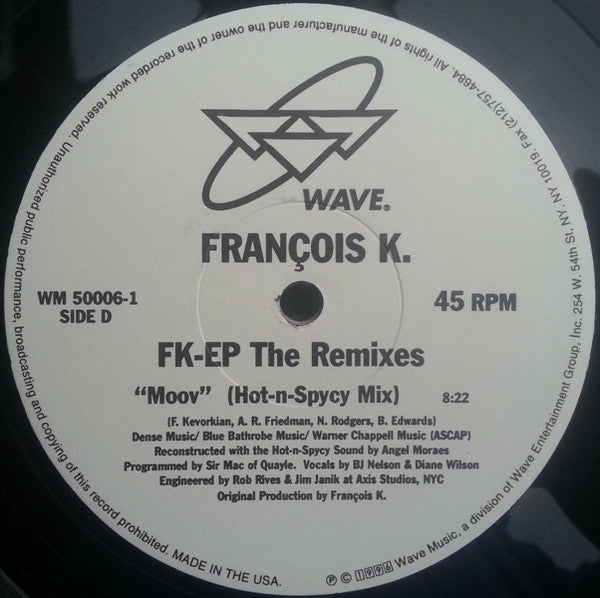 WAVE®
FRANÇOIS K.
WM 50006-1
SIDE D
45 RPM
FK-EP The Remixes
“Moov” (Hot-n-Spycy Mix) 8:22
(F. Kevorkian, A. R. Friedman, N. Rodgers, B. Edwards)
Dense Music/ Blue Bathrobe Music/ Warner Chappell Music (ASCAP)
Reconstructed with the Hot-n-Spycy Sound by Angel Moraes
Programmed by Sir Mac of Quayle. Vocals by BJ Nelson & Diane Wilson
Engineered by Rob Rives & Jim Janik at Axis Studios, NYC
Original Production by François K.
℗ © 1996 Wave Music, a division of Wave Entertainment Group, Inc. 254 W. 54th St. NY. NY 10019. Fax (212)757-4684. All rights of the manufacturer and the owner of the recorded work reserved. Unauthorized public performance, broadcasting and copying of this record prohibited. MADE IN THE USA.